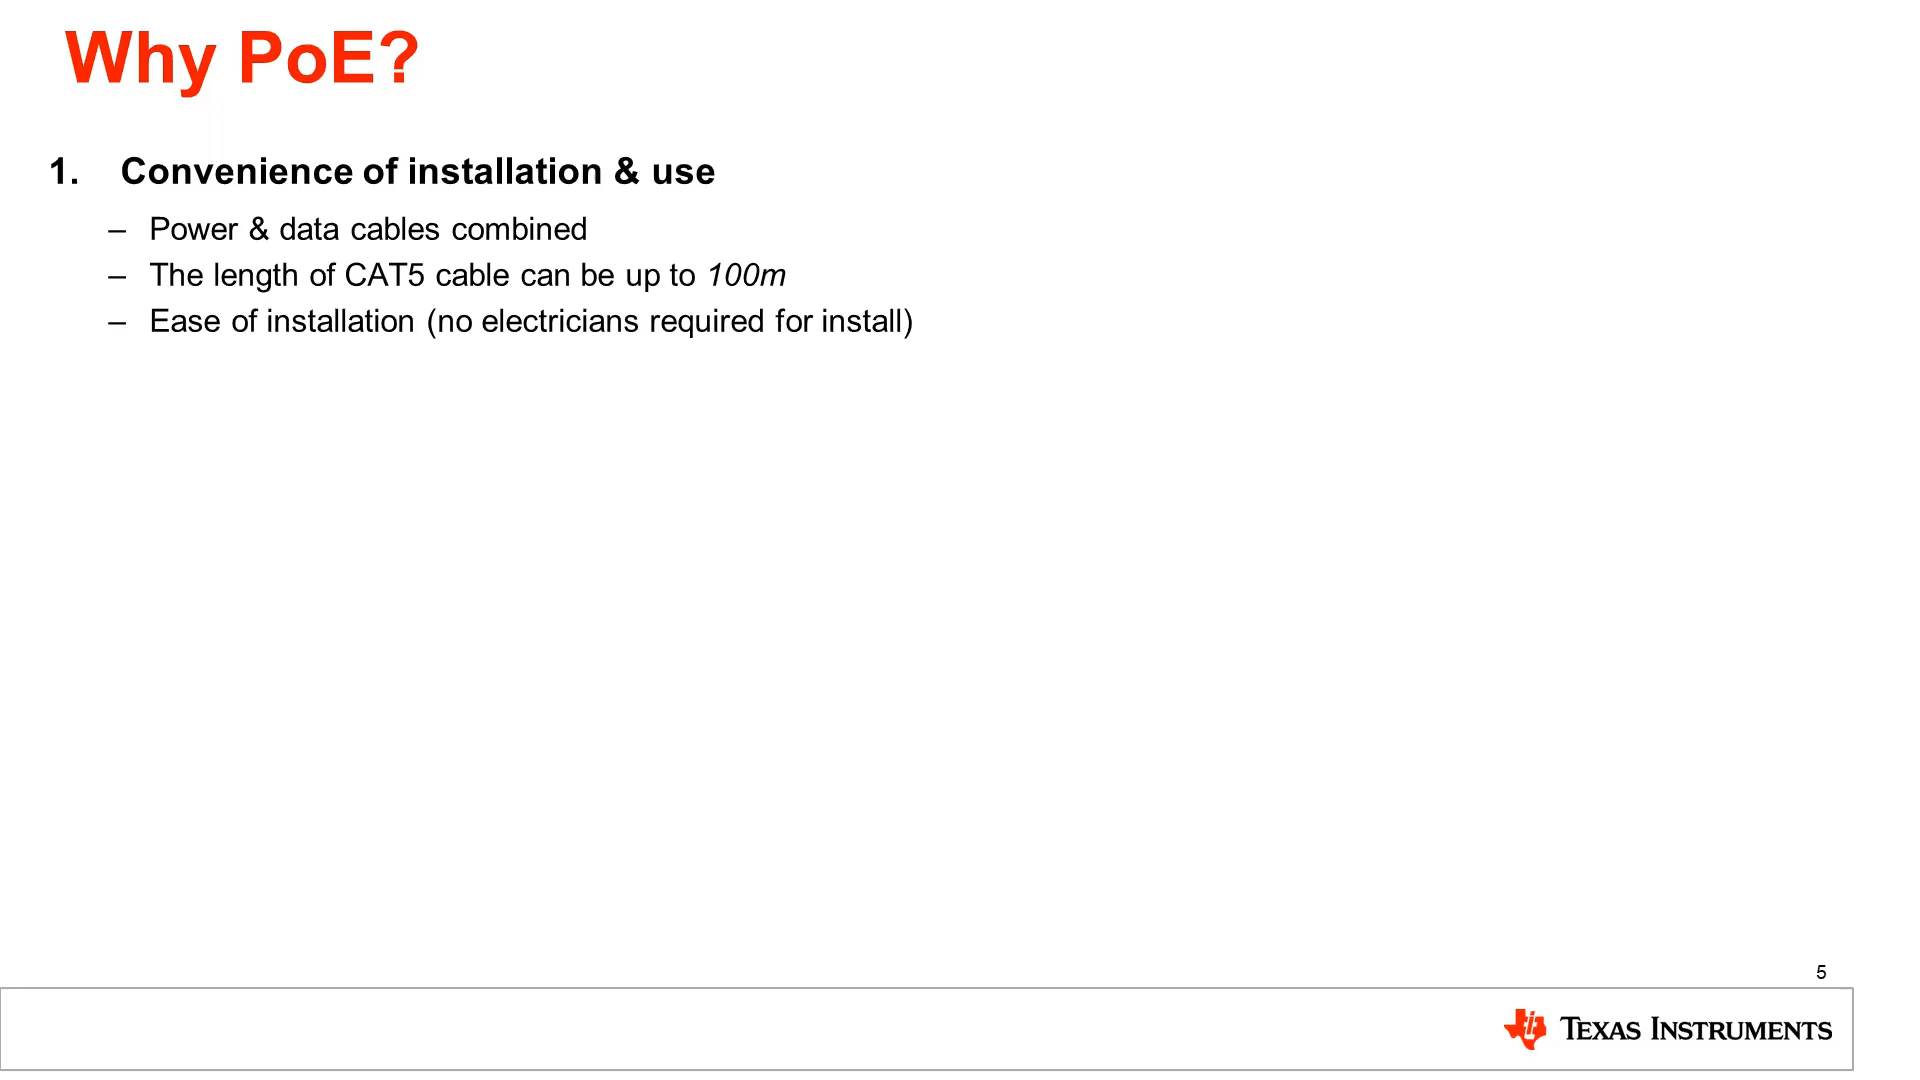 Why PoE?
1. Convenience of installation & use
– Power & data cables combined
– The length of CAT5 cable can be up to 100m
– Ease of installation (no electricians required for install)
5
TEXAS INSTRUMENTS